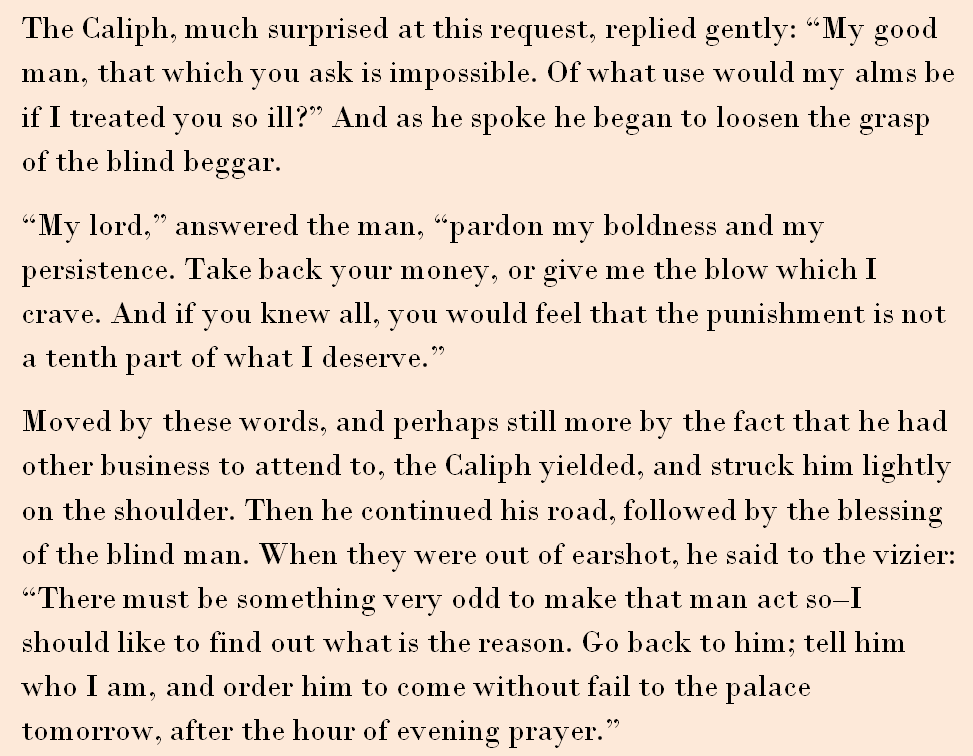 The Caliph, much surprised at this request, replied gently: “My good
man, that which you ask is impossible. Of what use would my alms be
if I treated you so ill?” And as he spoke he began to loosen the grasp
of the blind beggar.
“My lord,” answered the man, “pardon my boldness and my
persistence. Take back your money, or give me the blow which I
crave. And if you knew all, you would feel that the punishment is not
a tenth part of what I deserve.”
Moved by these words, and perhaps still more by the fact that he had
other business to attend to, the Caliph yielded, and struck him lightly
on the shoulder. Then he continued his road, followed by the blessing
of the blind man. When they were out of earshot, he said to the vizier:
“There must be something very odd to make that man act so–I
should like to find out what is the reason. Go back to him; tell him
who I am, and order him to come without fail to the palace
tomorrow, after the hour of evening prayer.”